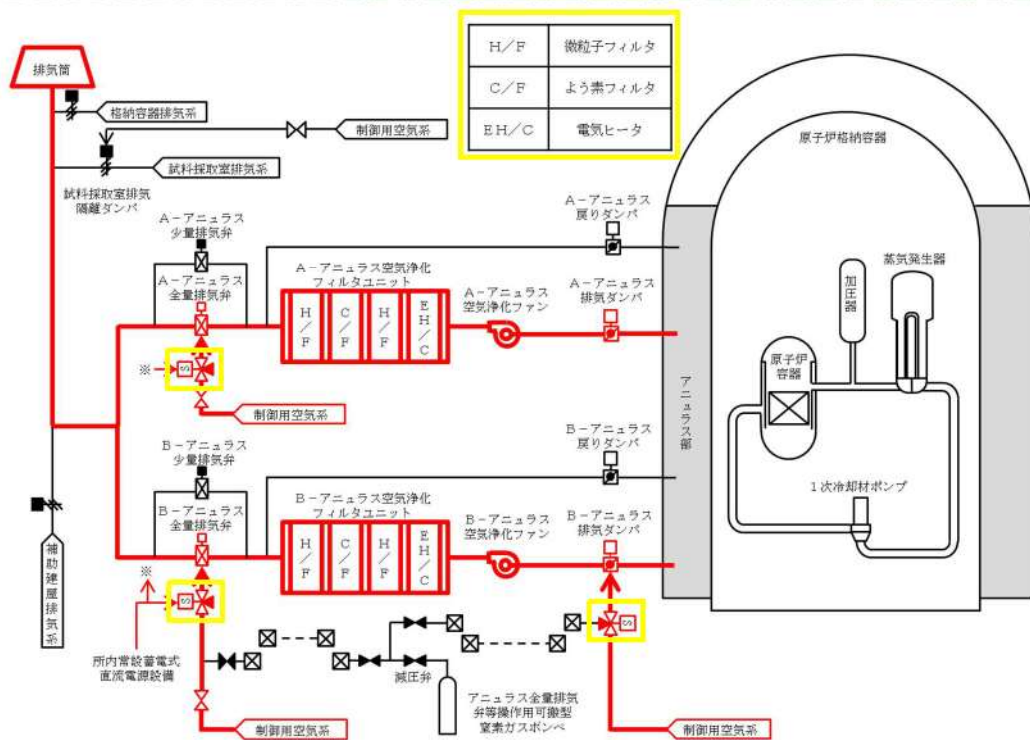 H/F 微粒子フィルタ
C/F よう素フィルタ
EH/C 電気ヒータ
排気筒
格納容器排気系
制御用空気系
試料採取室排気系
試料採取室排気
隔離ダンパ
原子炉格納容器
A-アニュラス
少量排気弁
A-アニュラス
全量排気弁
A-アニュラス空気浄化
フィルタユニット
H/F
C/F
H/F
EH/C
A-アニュラス
空気浄化ファン
A-アニュラス
戻りダンパ
A-アニュラス
排気ダンパ
※
S
制御用空気系
蒸気発生器
加圧器
原子炉
容器
1次冷却材ポンプ
アニュラス部
B-アニュラス
少量排気弁
B-アニュラス
全量排気弁
B-アニュラス空気浄化
フィルタユニット
H/F
C/F
H/F
EH/C
B-アニュラス
空気浄化ファン
B-アニュラス
戻りダンパ
B-アニュラス
排気ダンパ
補助建屋排気系
※
S
S
所内常設蓄電式
直流電源設備
減圧弁
アニュラス全量排気
弁等操作用可搬型
窒素ガスボンベ
制御用空気系
制御用空気系